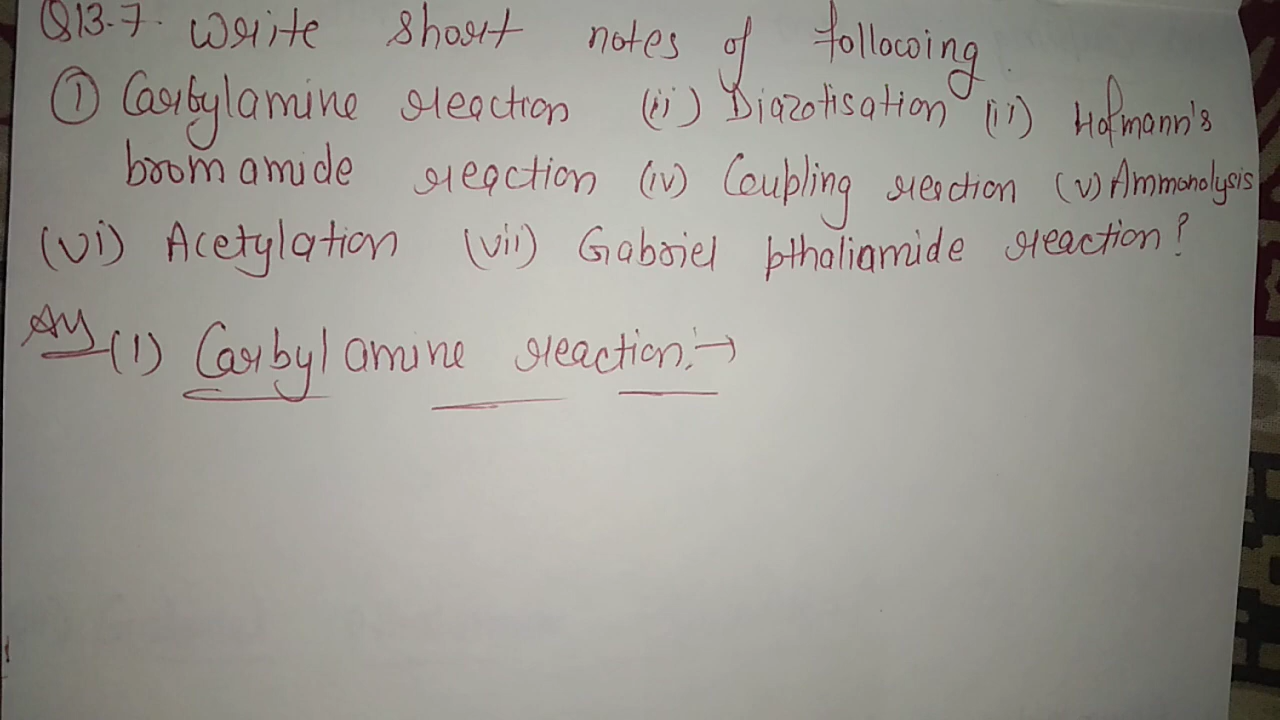 Q13.7. Write short notes of following
(i) Carbylamine reaction (ii) Diazotisation (ii) Hofmann's
bromamide reaction (iv) Coupling reaction (v) Ammonolysis
(vi) Acetylation (vii) Gabriel pthaliamide reaction?
Ans (1) Carbylamine reaction:→